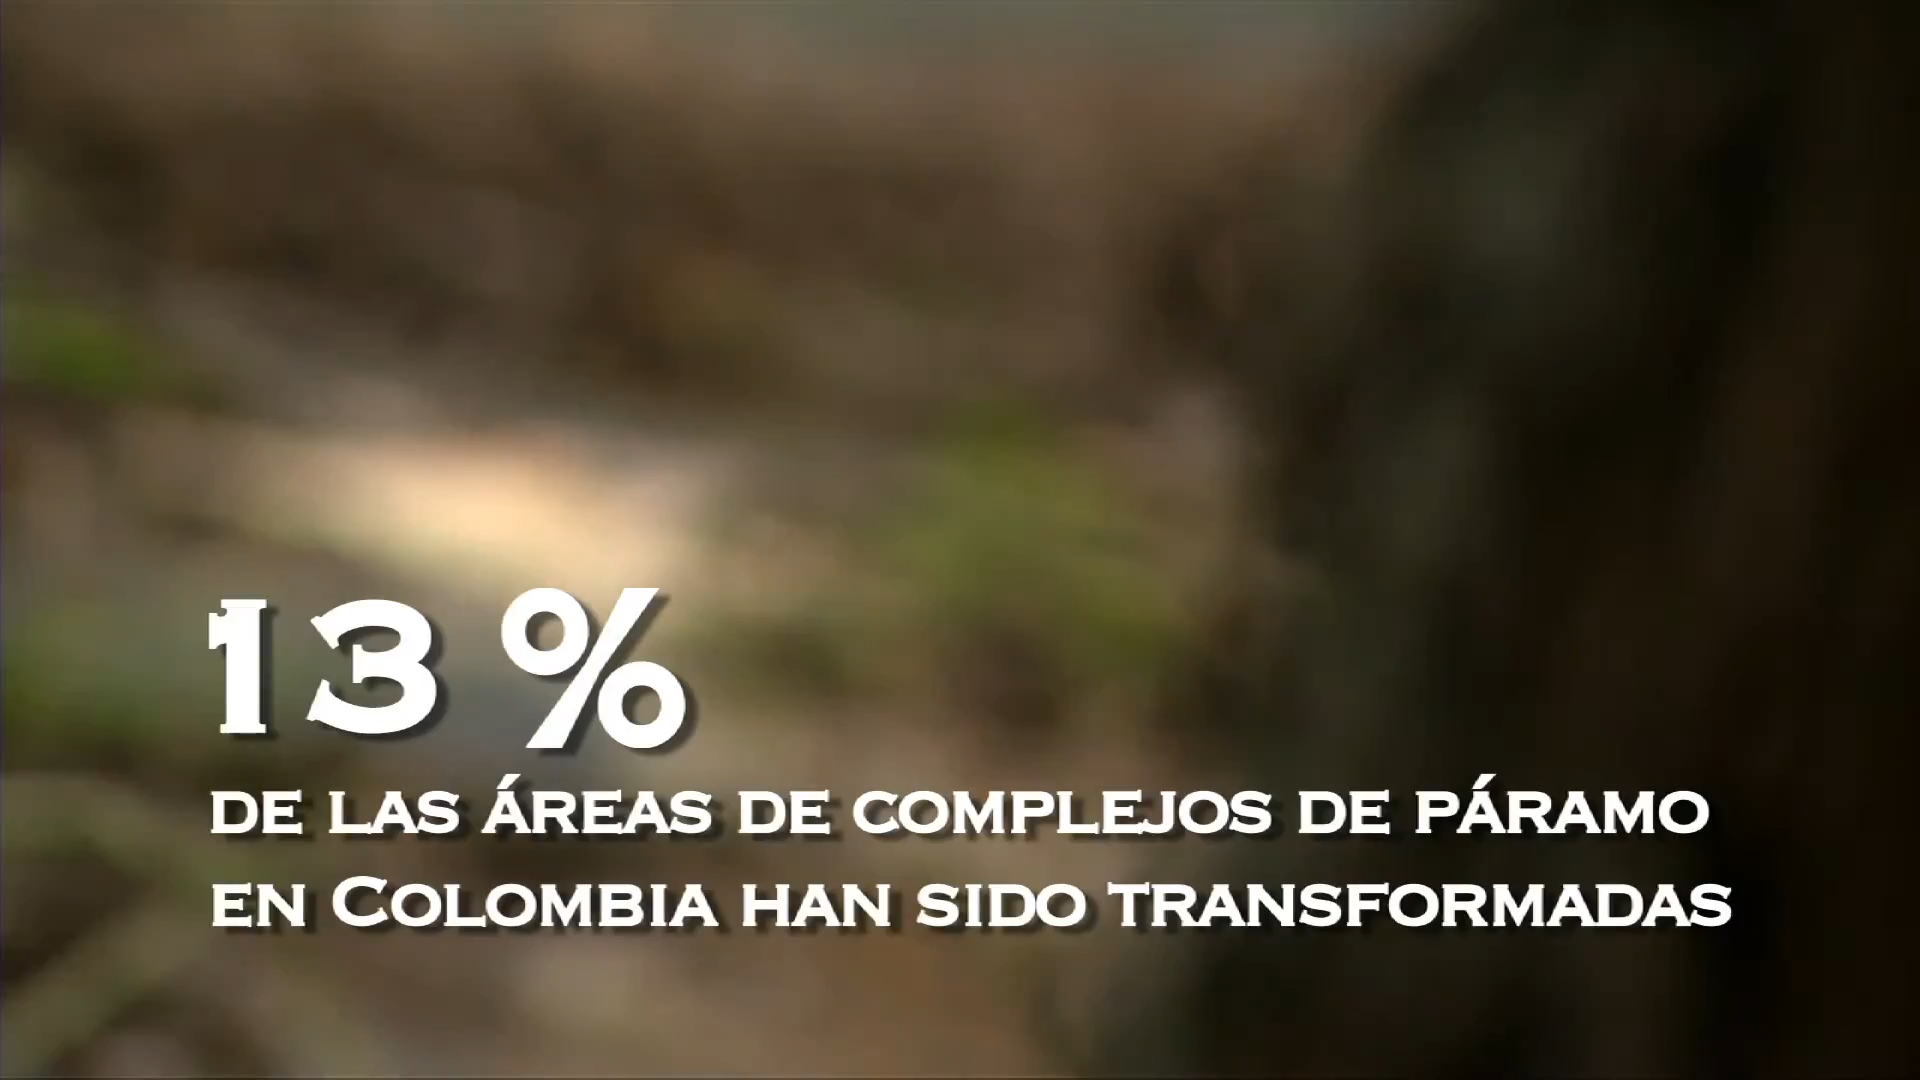 13 %
DE LAS ÁREAS DE COMPLEJOS DE PÁRAMO
EN COLOMBIA HAN SIDO TRANSFORMADAS